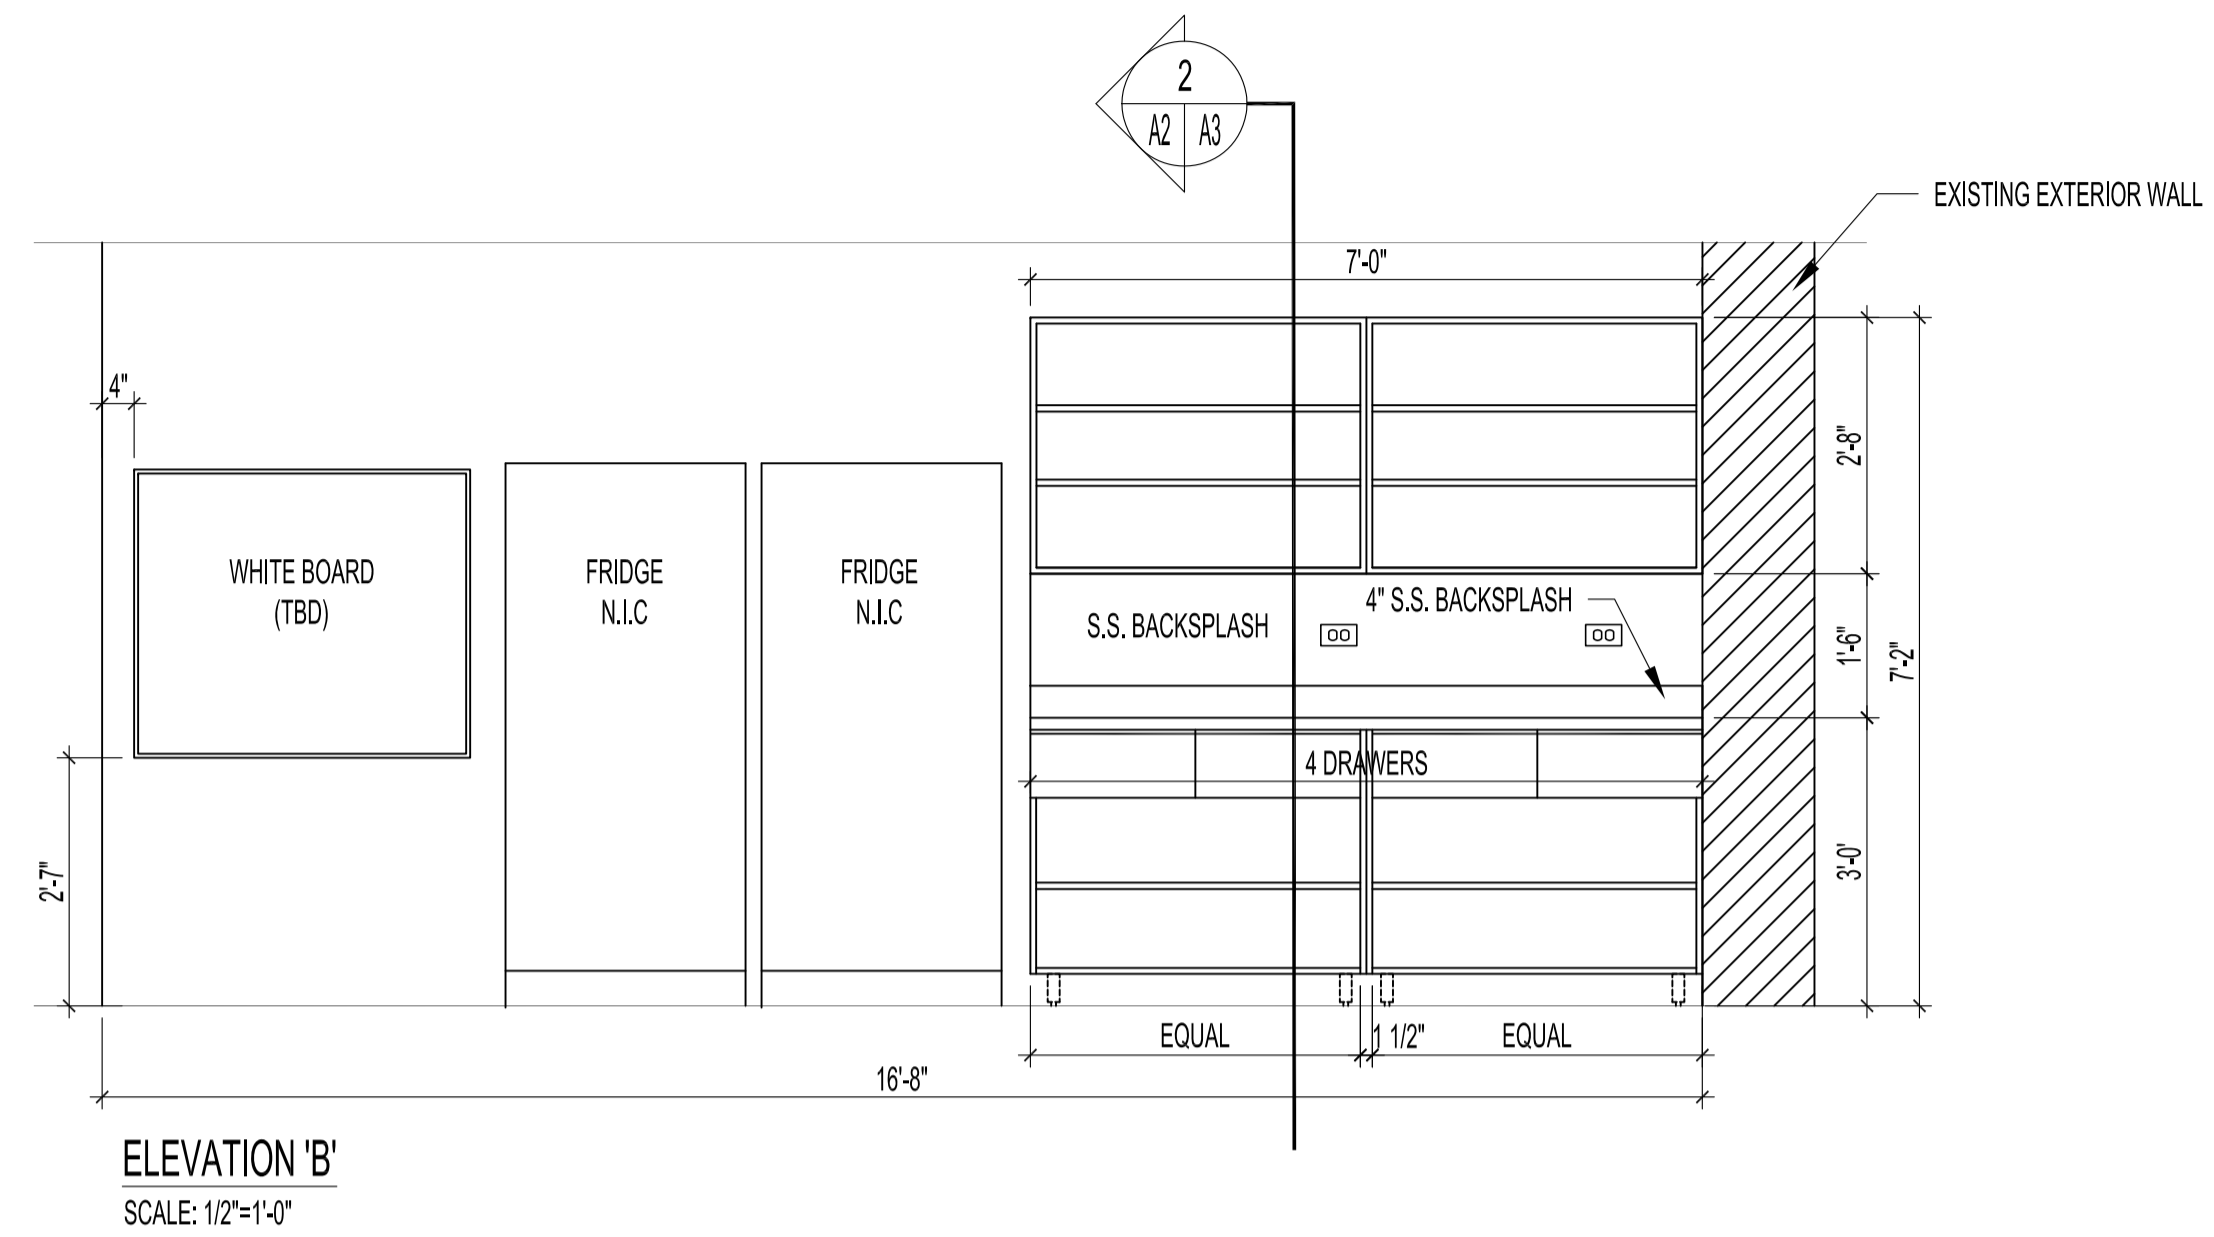 2
A2 A3
EXISTING EXTERIOR WALL
7'-0"
4"
2'-8"
WHITE BOARD
(TBD)
FRIDGE
N.I.C
FRIDGE
N.I.C
4" S.S. BACKSPLASH
S.S. BACKSPLASH
1'-6"
7'-2"
4 DRAWERS
2'-7"
3'-0'
EQUAL
1 1/2"
EQUAL
16'-8"
ELEVATION 'B'
SCALE: 1/2"=1'-0"